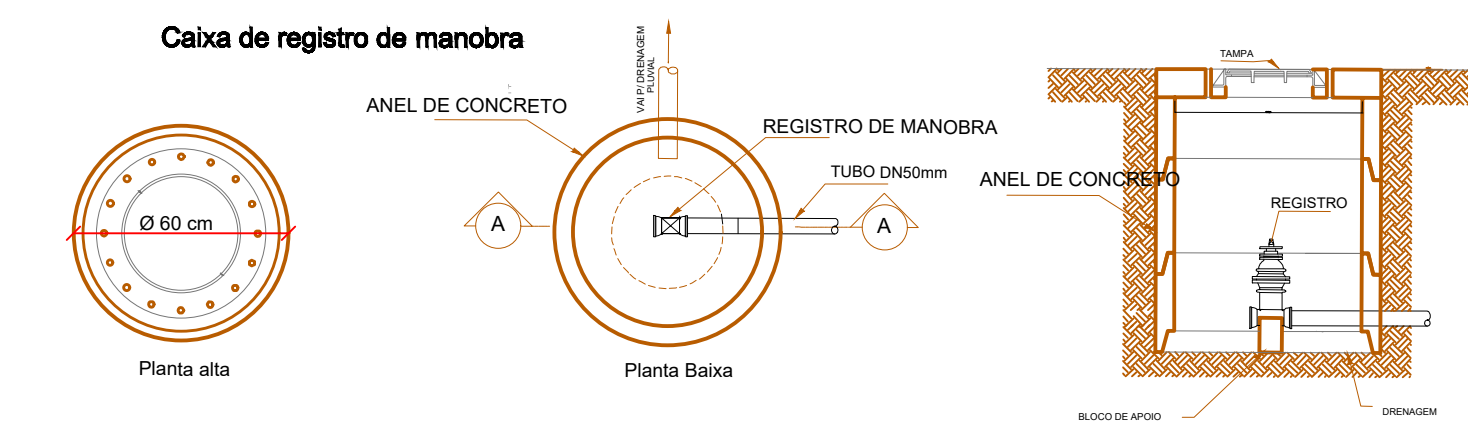 Caixa de registro de manobra
Ø 60 cm
Planta alta
VAI P/ DRENAGEM
PLUVIAL
ANEL DE CONCRETO
REGISTRO DE MANOBRA
TUBO DN50mm
A
A
Planta Baixa
TAMPA
ANEL DE CONCRETO
REGISTRO
BLOCO DE APOIO
DRENAGEM